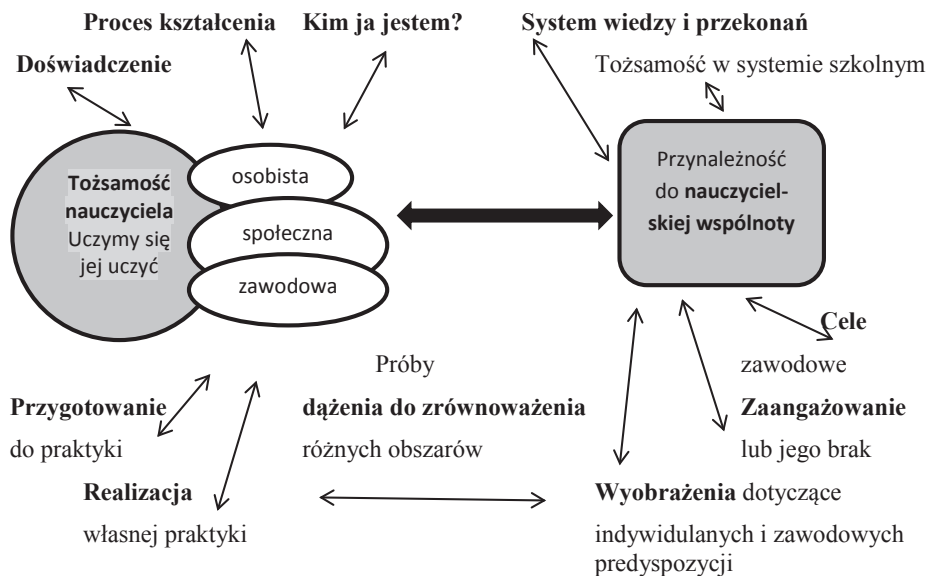 Proces kształcenia
Kim ja jestem?
System wiedzy i przekonań
Doświadczenie
Tożsamość w systemie szkolnym
Tożsamość
nauczyciela
Uczymy się
jej uczyć
osobista
społeczna
zawodowa
Przynależność
do nauczyciel-
skiej wspólnoty
Cele
zawodowe
Próby
dążenia do zrównoważenia
różnych obszarów
Przygotowanie
do praktyki
Zaangażowanie
lub jego brak
Realizacja
własnej praktyki
Wyobrażenia dotyczące
indywidulanych i zawodowych
predyspozycji